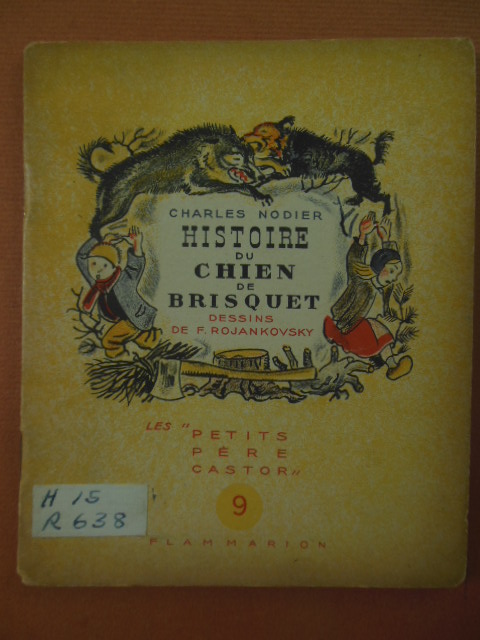 CHARLES NODIER
HISTOIRE
DU
CHIEN
DE
BRISQUET
DESSINS
DE F. ROJANKOVSKY
LES "PETITS
PÈRE
CASTOR"
9
H 15
R 638
FLAMMARION